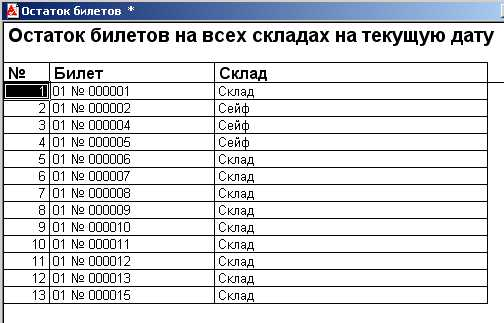 Остаток билетов *
Остаток билетов на всех складах на текущую дату
№ Билет Склад
1 01 № 000001 Склад
2 01 № 000002 Сейф
3 01 № 000004 Сейф
4 01 № 000005 Сейф
5 01 № 000006 Склад
6 01 № 000007 Склад
7 01 № 000008 Склад
8 01 № 000009 Склад
9 01 № 000010 Склад
10 01 № 000011 Склад
11 01 № 000012 Склад
12 01 № 000013 Склад
13 01 № 000015 Склад